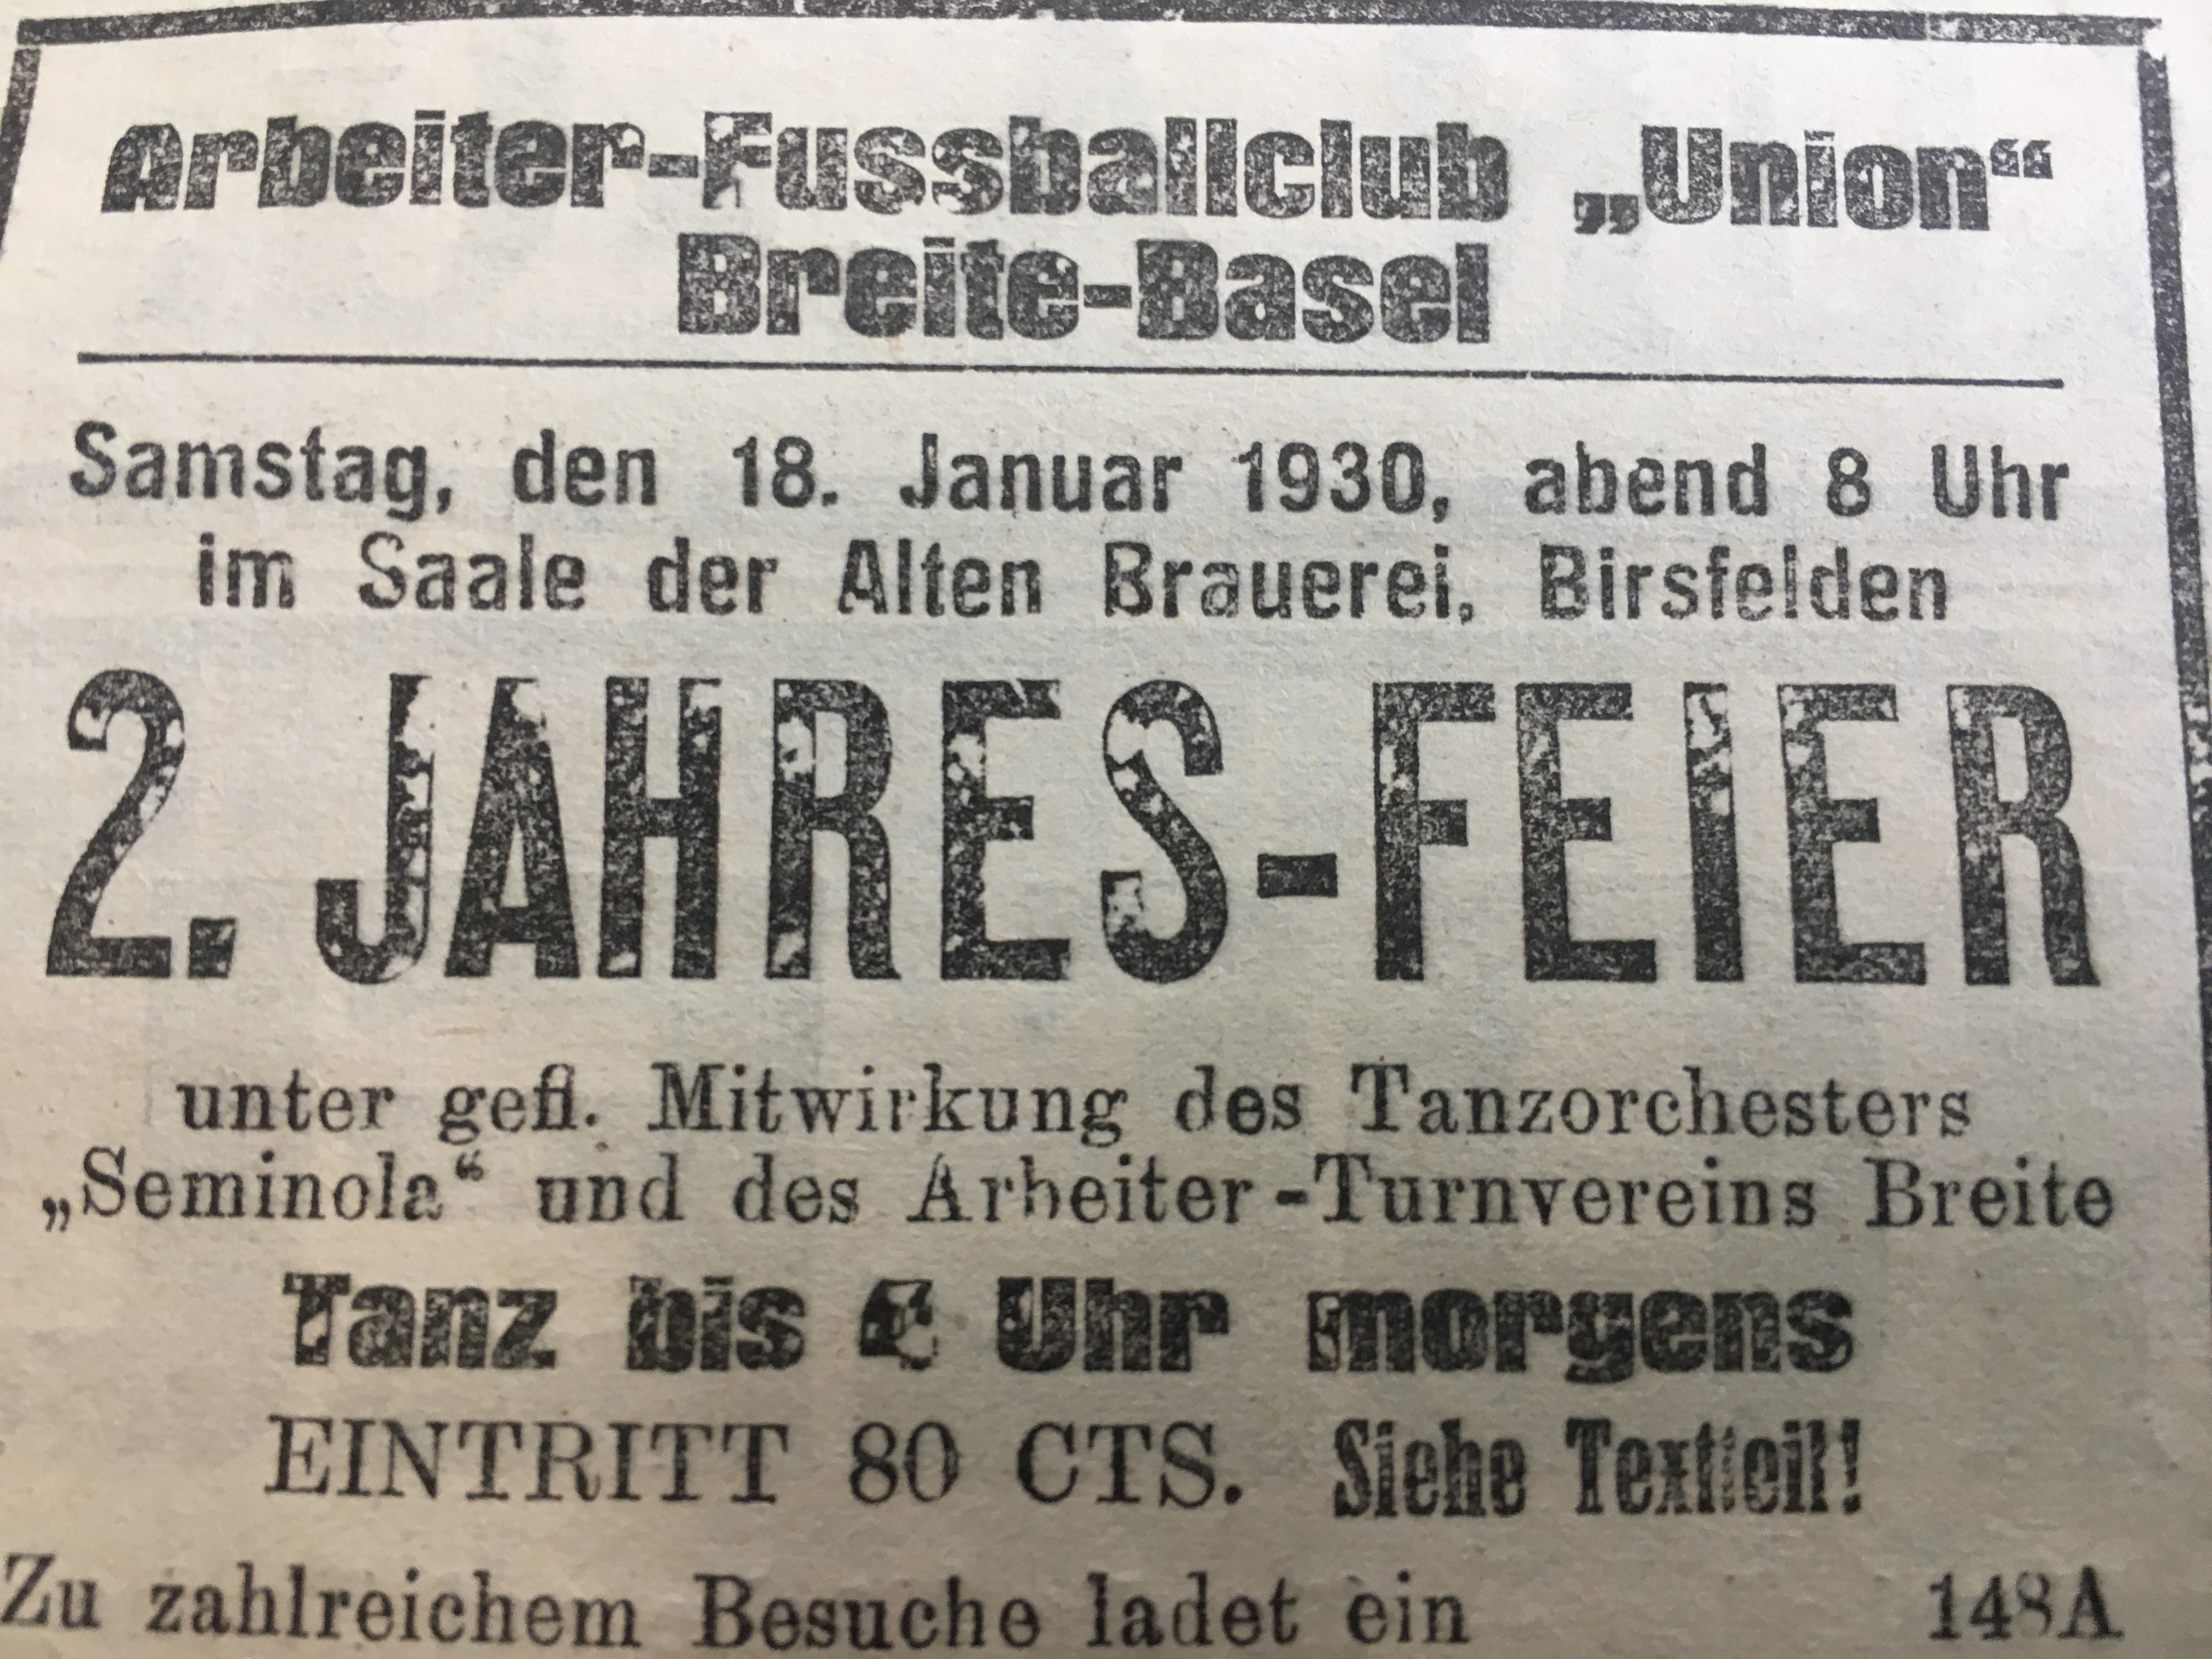 Arbeiter-Fussballclub „Union“
Breite-Basel
Samstag, den 18. Januar 1930, abend 8 Uhr
im Saale der Alten Brauerei, Birsfelden
2. JAHRES-FEIER
unter gefl. Mitwirkung des Tanzorchesters
„Seminola“ und des Arbeiter-Turnvereins Breite
Tanz bis 4 Uhr morgens
EINTRITT 80 CTS. Siehe Textteil!
Zu zahlreichem Besuche ladet ein 148A